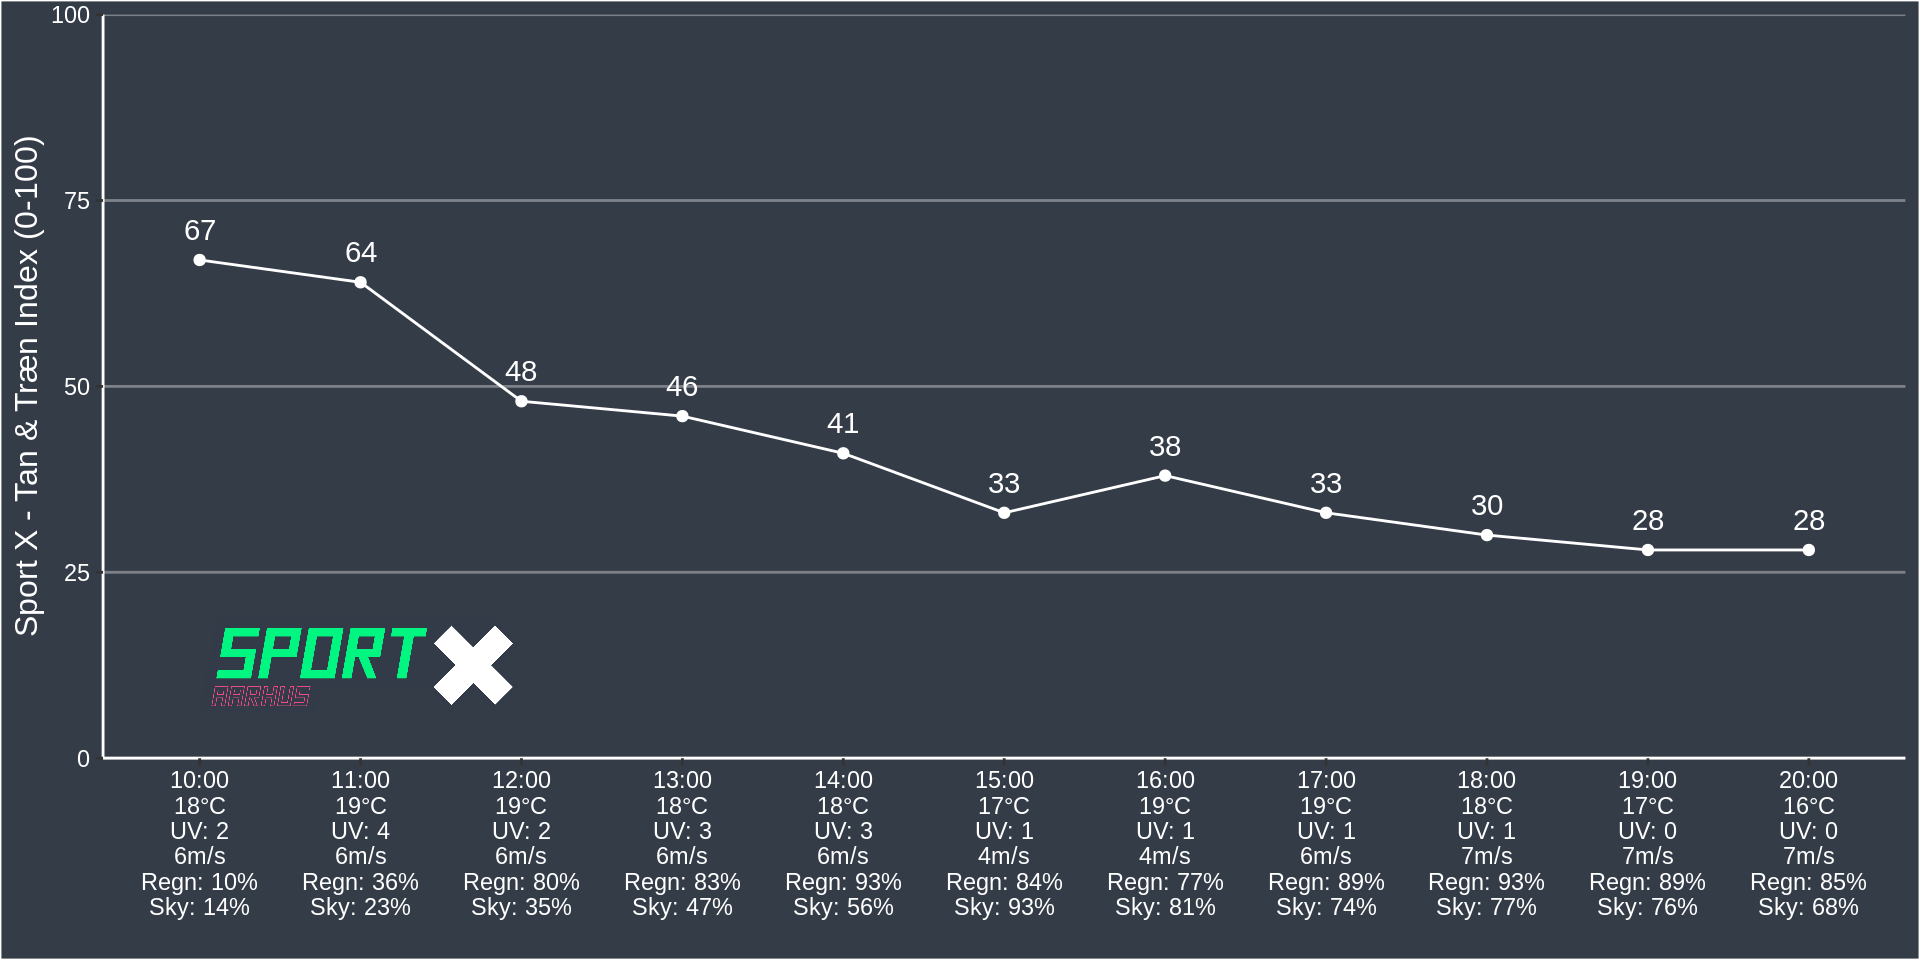 Sport X - Tan & Træn Index (0-100)
100
75
50
25
0
67
64
48
46
41
33
38
33
30
28
28
SPORT X
AARHUS
10:00 11:00 12:00 13:00 14:00 15:00 16:00 17:00 18:00 19:00 20:00
18°C 19°C 19°C 18°C 18°C 17°C 19°C 19°C 18°C 17°C 16°C
UV: 2 UV: 4 UV: 2 UV: 3 UV: 3 UV: 1 UV: 1 UV: 1 UV: 1 UV: 0 UV: 0
6m/s 6m/s 6m/s 6m/s 6m/s 4m/s 4m/s 6m/s 7m/s 7m/s 7m/s
Regn: 10% Regn: 36% Regn: 80% Regn: 83% Regn: 93% Regn: 84% Regn: 77% Regn: 89% Regn: 93% Regn: 89% Regn: 85%
Sky: 14% Sky: 23% Sky: 35% Sky: 47% Sky: 56% Sky: 93% Sky: 81% Sky: 74% Sky: 77% Sky: 76% Sky: 68%